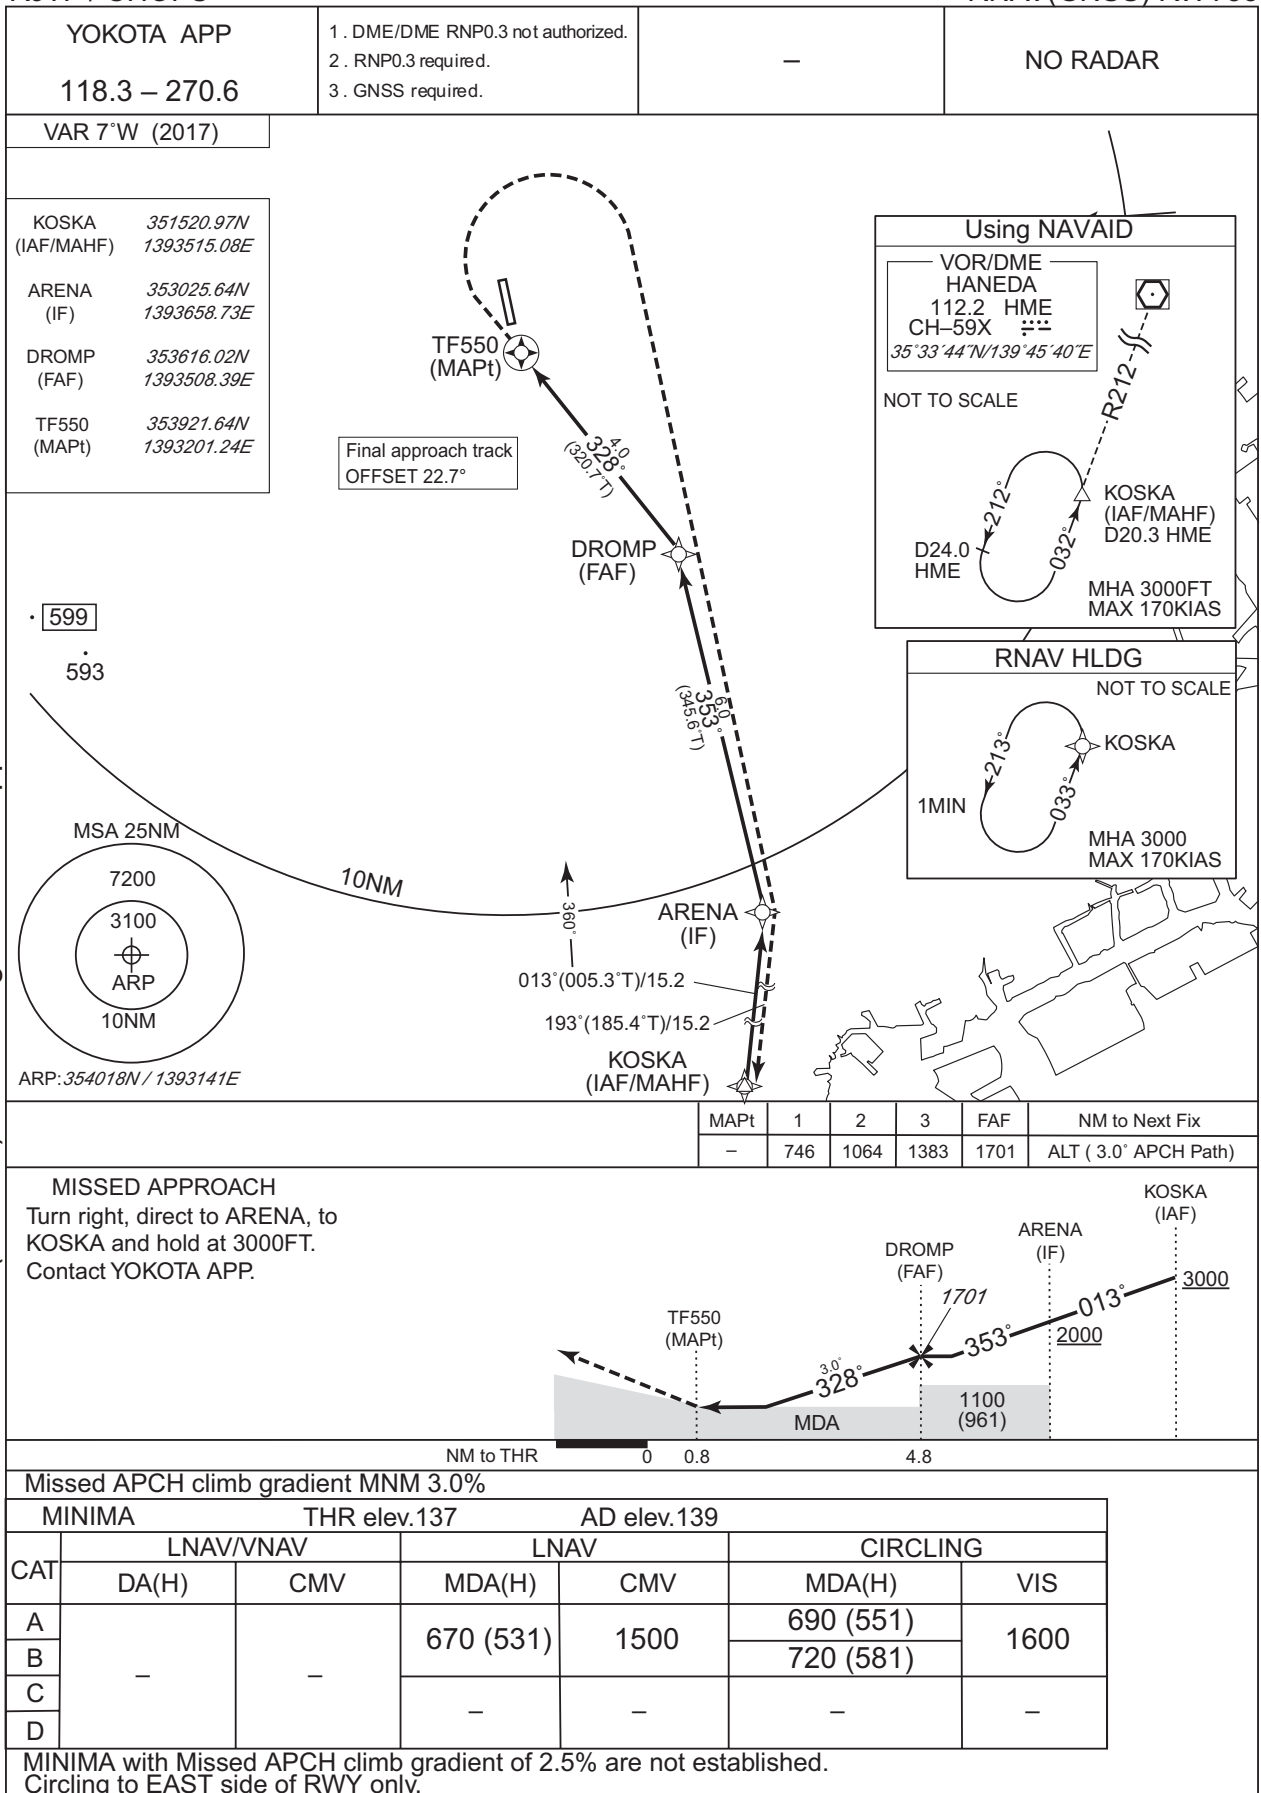 YOKOTA APP
118.3 – 270.6
1 . DME/DME RNP0.3 not authorized.
2 . RNP0.3 required.
3 . GNSS required.
–
NO RADAR
VAR 7°W (2017)
KOSKA 351520.97N
(IAF/MAHF) 1393515.08E
ARENA 353025.64N
(IF) 1393658.73E
DROMP 353616.02N
(FAF) 1393508.39E
TF550 353921.64N
(MAPt) 1393201.24E
TF550
(MAPt)
Final approach track
OFFSET 22.7°
4.0
328°
(320.7°T)
DROMP
(FAF)
6.0
353°
(345.6°T)
Using NAVAID
VOR/DME
HANEDA
112.2 HME
CH–59X
35°33´44˝N/139°45´40˝E
NOT TO SCALE
R212
212°
032°
KOSKA
(IAF/MAHF)
D20.3 HME
D24.0
HME
MHA 3000FT
MAX 170KIAS
RNAV HLDG
NOT TO SCALE
213°
033°
KOSKA
1MIN
MHA 3000
MAX 170KIAS
599
593
10NM
360°
ARENA
(IF)
013°(005.3°T)/15.2
193°(185.4°T)/15.2
KOSKA
(IAF/MAHF)
MSA 25NM
7200
3100
ARP
10NM
ARP:354018N / 1393141E
MAPt 1 2 3 FAF NM to Next Fix
– 746 1064 1383 1701 ALT ( 3.0° APCH Path)
MISSED APPROACH
Turn right, direct to ARENA, to
KOSKA and hold at 3000FT.
Contact YOKOTA APP.
KOSKA
(IAF)
ARENA
(IF)
DROMP
(FAF)
1701
TF550
(MAPt)
3000
013°
2000
353°
3.0°
328°
1100
(961)
MDA
NM to THR 0 0.8 4.8
Missed APCH climb gradient MNM 3.0%
MINIMA THR elev.137 AD elev.139
CAT LNAV/VNAV LNAV CIRCLING
DA(H) CMV MDA(H) CMV MDA(H) VIS
A – – 670 (531) 1500 690 (551) 1600
B 720 (581)
C – – – –
D
MINIMA with Missed APCH climb gradient of 2.5% are not established.
Circling to EAST side of RWY only.